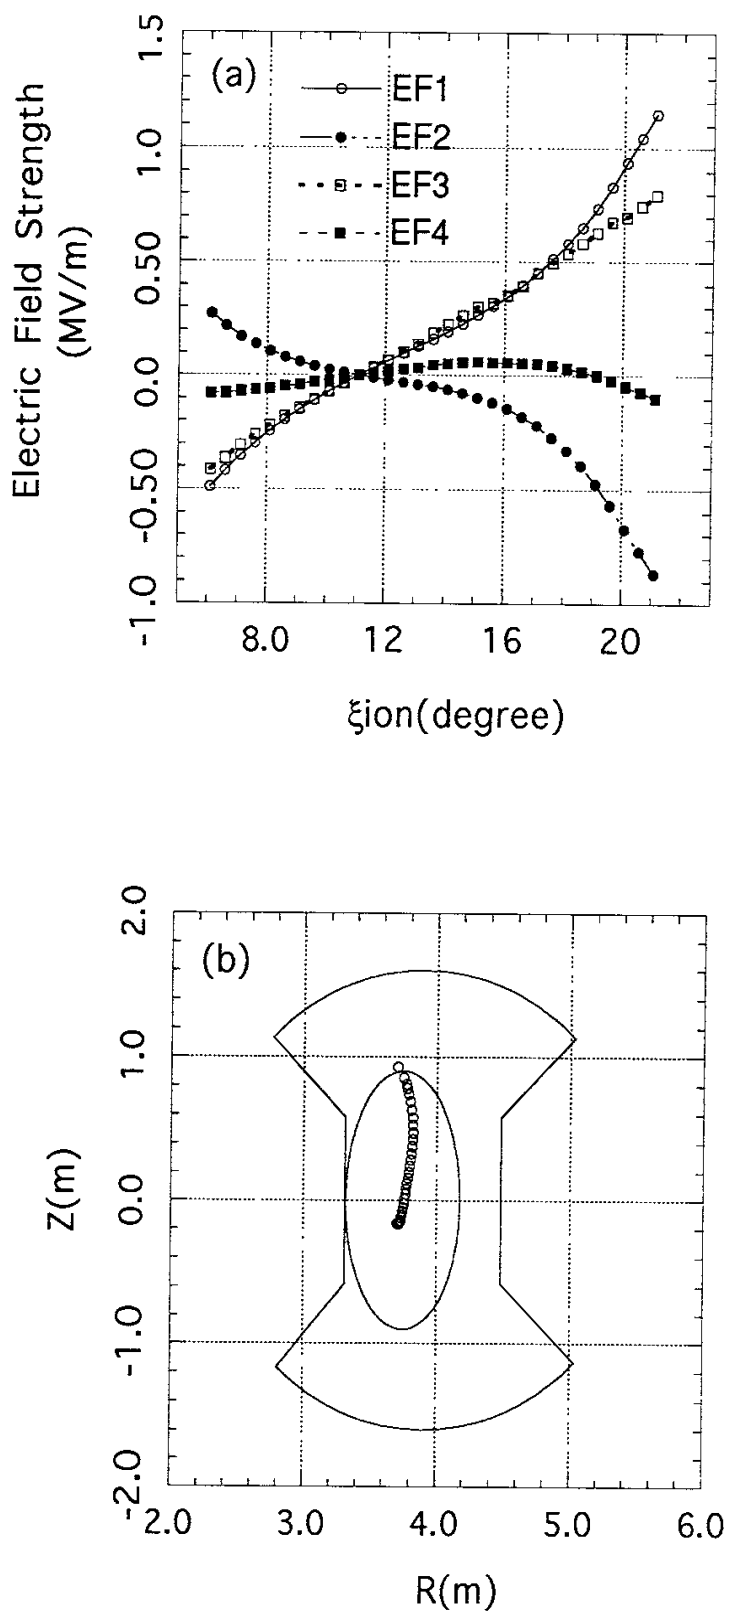 (a)
EF1
EF2
EF3
EF4
Electric Field Strength
(MV/m)
1.5
1.0
0.50
0.0
-0.50
-1.0
8.0 12 16 20
ξion(degree)
(b)
Z(m)
2.0
1.0
0.0
-1.0
-2.0
2.0 3.0 4.0 5.0 6.0
R(m)